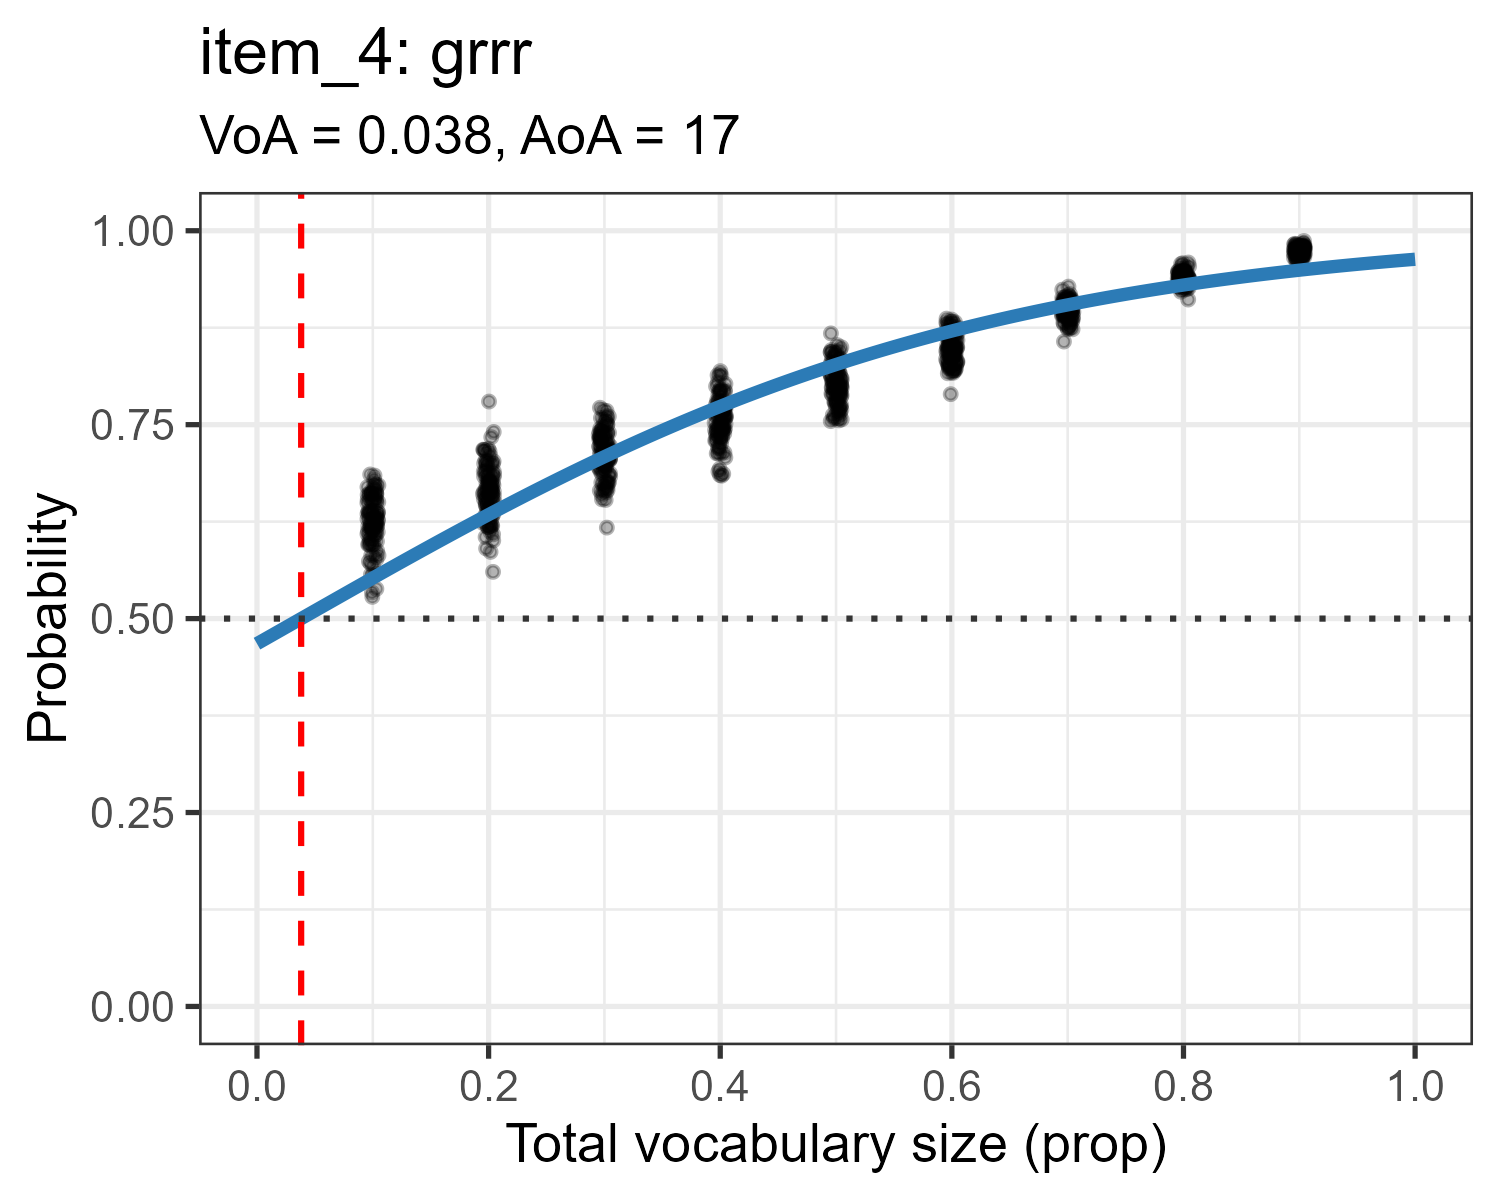 item_4: grrr
VoA = 0.038, AoA = 17
1.00
0.75
0.50
0.25
0.00
Probability
0.0 0.2 0.4 0.6 0.8 1.0
Total vocabulary size (prop)